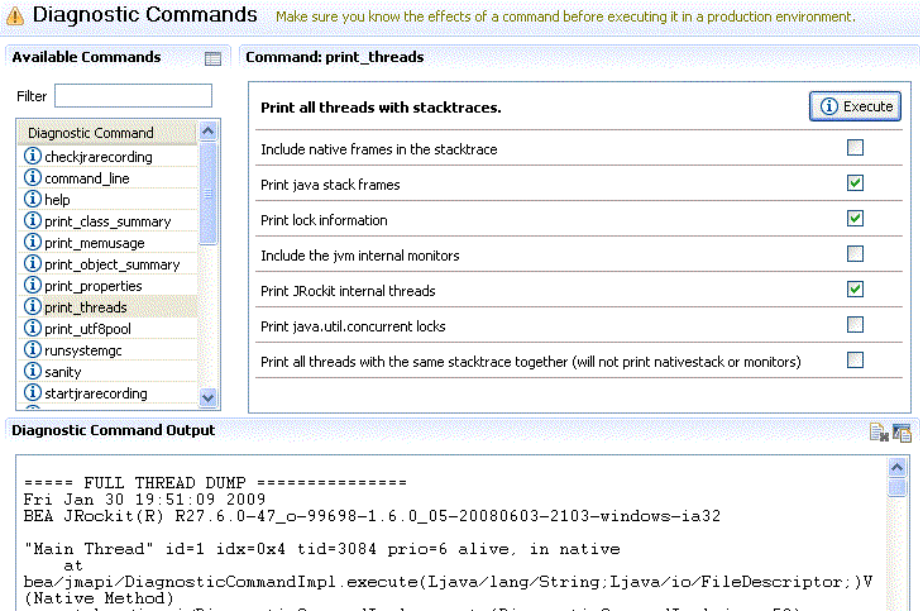 Diagnostic Commands Make sure you know the effects of a command before executing it in a production environment.
Available Commands
Filter
Diagnostic Command
checkjrarecording
command_line
help
print_class_summary
print_memusage
print_object_summary
print_properties
print_threads
print_utf8pool
runsystemgc
sanity
startjrarecording
Command: print_threads
Print all threads with stacktraces.
Execute
Include native frames in the stacktrace
Print java stack frames
Print lock information
Include the jvm internal monitors
Print JRockit internal threads
Print java.util.concurrent locks
Print all threads with the same stacktrace together (will not print nativestack or monitors)
Diagnostic Command Output
===== FULL THREAD DUMP ===============
Fri Jan 30 19:51:09 2009
BEA JRockit(R) R27.6.0-47_o-99698-1.6.0_05-20080603-2103-windows-ia32
"Main Thread" id=1 idx=0x4 tid=3084 prio=6 alive, in native
at
bea/jmapi/DiagnosticCommandImpl.execute(Ljava/lang/String;Ljava/io/FileDescriptor;)V
(Native Method)